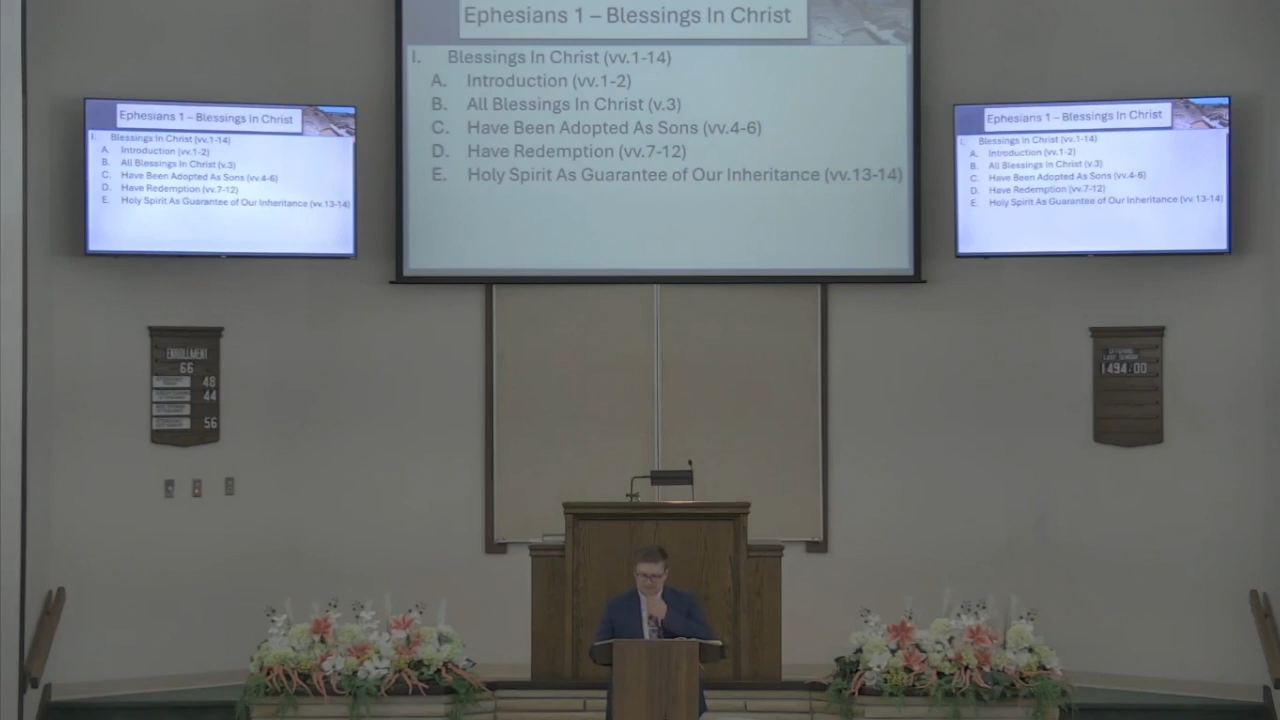 Ephesians 1 – Blessings In Christ
I. Blessings In Christ (vv.1-14)
A. Introduction (vv.1-2)
B. All Blessings In Christ (v.3)
C. Have Been Adopted As Sons (vv.4-6)
D. Have Redemption (vv.7-12)
E. Holy Spirit As Guarantee of Our Inheritance (vv.13-14)
Ephesians 1 – Blessings In Christ
I. Blessings In Christ (vv.1-14)
A. Introduction (vv.1-2)
B. All Blessings In Christ (v.3)
C. Have Been Adopted As Sons (vv.4-6)
D. Have Redemption (vv.7-12)
E. Holy Spirit As Guarantee of Our Inheritance (vv.13-14)
Ephesians 1 – Blessings In Christ
I. Blessings In Christ (vv.1-14)
A. Introduction (vv.1-2)
B. All Blessings In Christ (v.3)
C. Have Been Adopted As Sons (vv.4-6)
D. Have Redemption (vv.7-12)
E. Holy Spirit As Guarantee of Our Inheritance (vv.13-14)
ENROLLMENT
66
48
44
56
OFFERING
LAST SUNDAY
1494.00